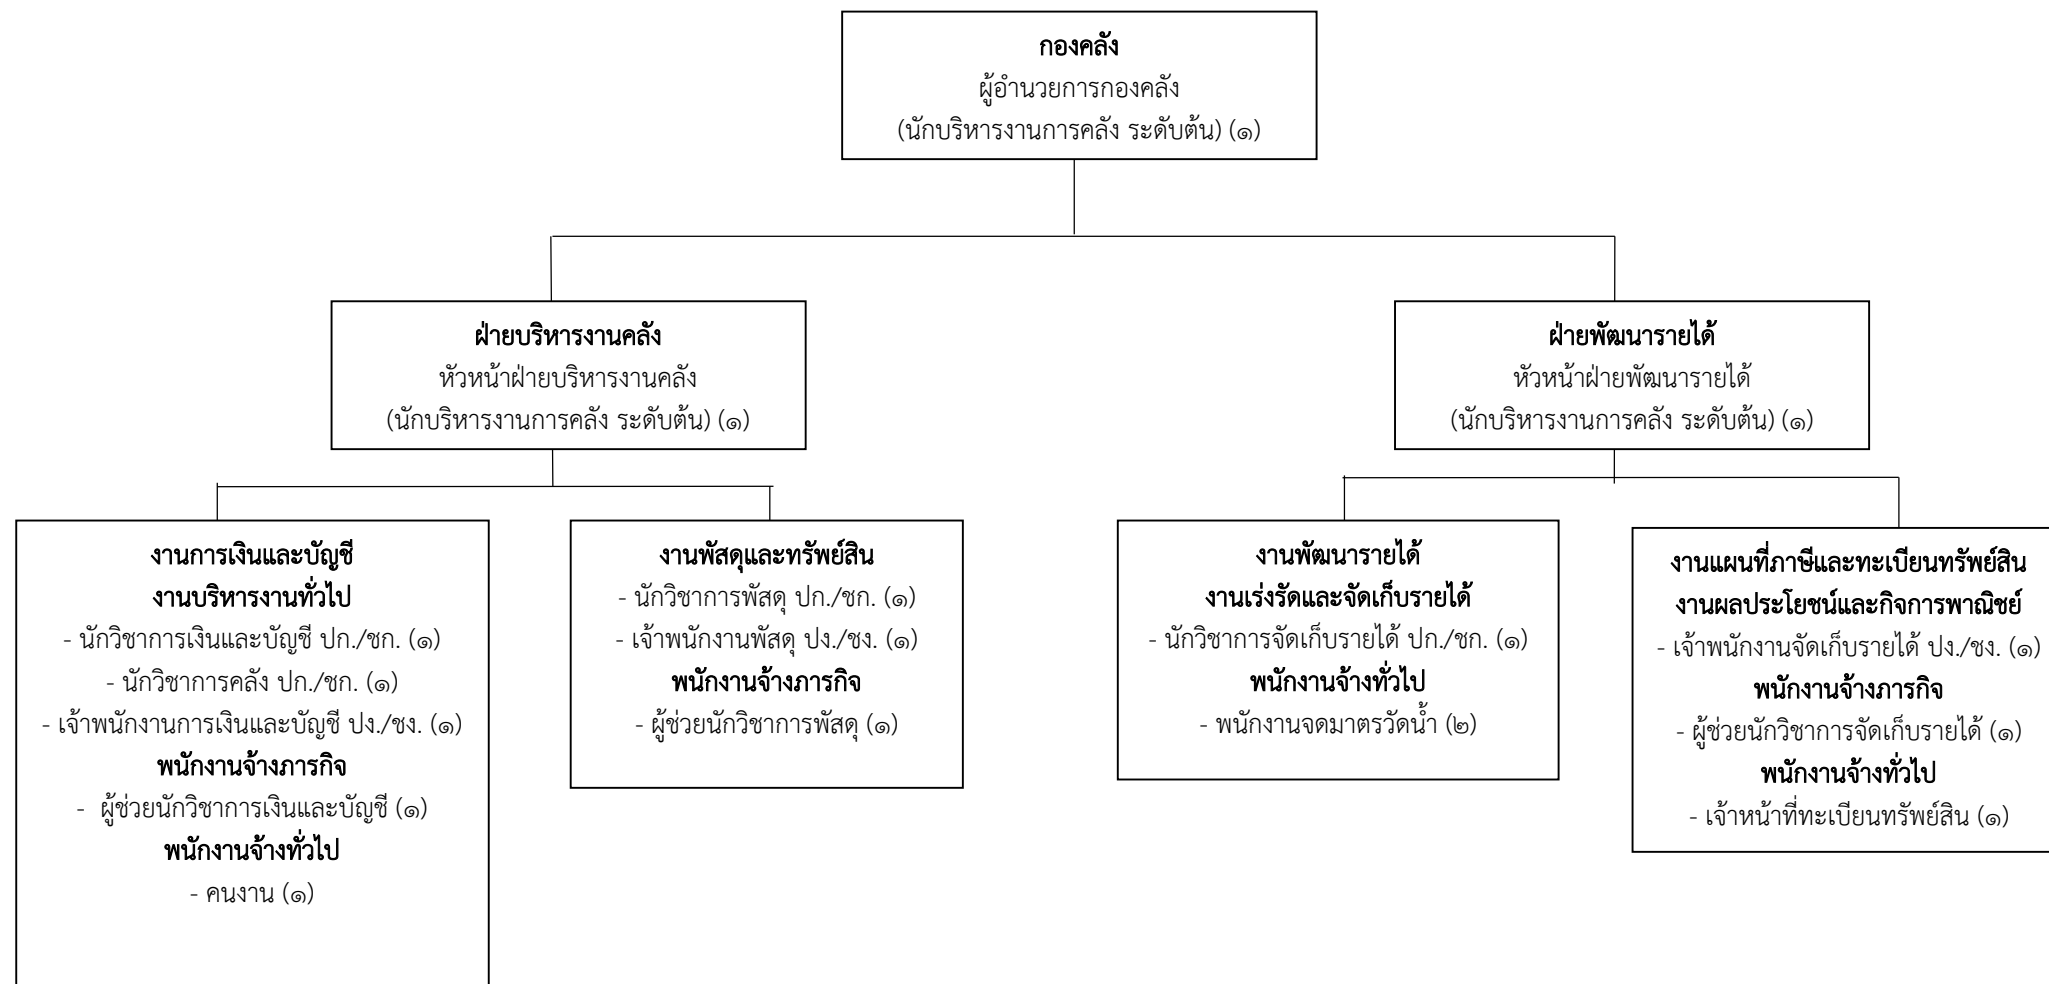 กองคลัง
ผู้อำนวยการกองคลัง
(นักบริหารงานการคลัง ระดับต้น) (๑)
ฝ่ายบริหารงานคลัง
หัวหน้าฝ่ายบริหารงานคลัง
(นักบริหารงานการคลัง ระดับต้น) (๑)
ฝ่ายพัฒนารายได้
หัวหน้าฝ่ายพัฒนารายได้
(นักบริหารงานการคลัง ระดับต้น) (๑)
งานการเงินและบัญชี
งานบริหารงานทั่วไป
- นักวิชาการเงินและบัญชี ปก./ชก. (๑)
- นักวิชาการคลัง ปก./ชก. (๑)
- เจ้าพนักงานการเงินและบัญชี ปง./ชง. (๑)
พนักงานจ้างภารกิจ
- ผู้ช่วยนักวิชาการเงินและบัญชี (๑)
พนักงานจ้างทั่วไป
- คนงาน (๑)
งานพัสดุและทรัพย์สิน
- นักวิชาการพัสดุ ปก./ชก. (๑)
- เจ้าพนักงานพัสดุ ปง./ชง. (๑)
พนักงานจ้างภารกิจ
- ผู้ช่วยนักวิชาการพัสดุ (๑)
งานพัฒนารายได้
งานเร่งรัดและจัดเก็บรายได้
- นักวิชาการจัดเก็บรายได้ ปก./ชก. (๑)
พนักงานจ้างทั่วไป
- พนักงานจดมาตรวัดน้ำ (๒)
งานแผนที่ภาษีและทะเบียนทรัพย์สิน
งานผลประโยชน์และกิจการพาณิชย์
- เจ้าพนักงานจัดเก็บรายได้ ปง./ชง. (๑)
พนักงานจ้างภารกิจ
- ผู้ช่วยนักวิชาการจัดเก็บรายได้ (๑)
พนักงานจ้างทั่วไป
- เจ้าหน้าที่ทะเบียนทรัพย์สิน (๑)